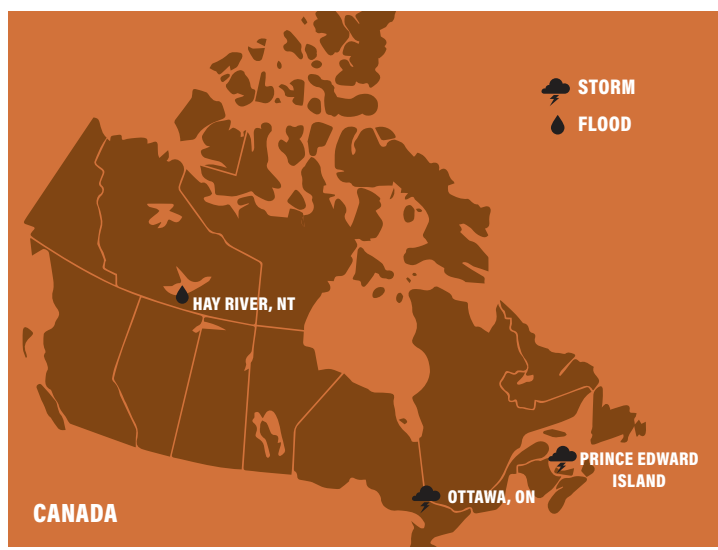 STORM
FLOOD
HAY RIVER, NT
PRINCE EDWARD
ISLAND
OTTAWA, ON
CANADA